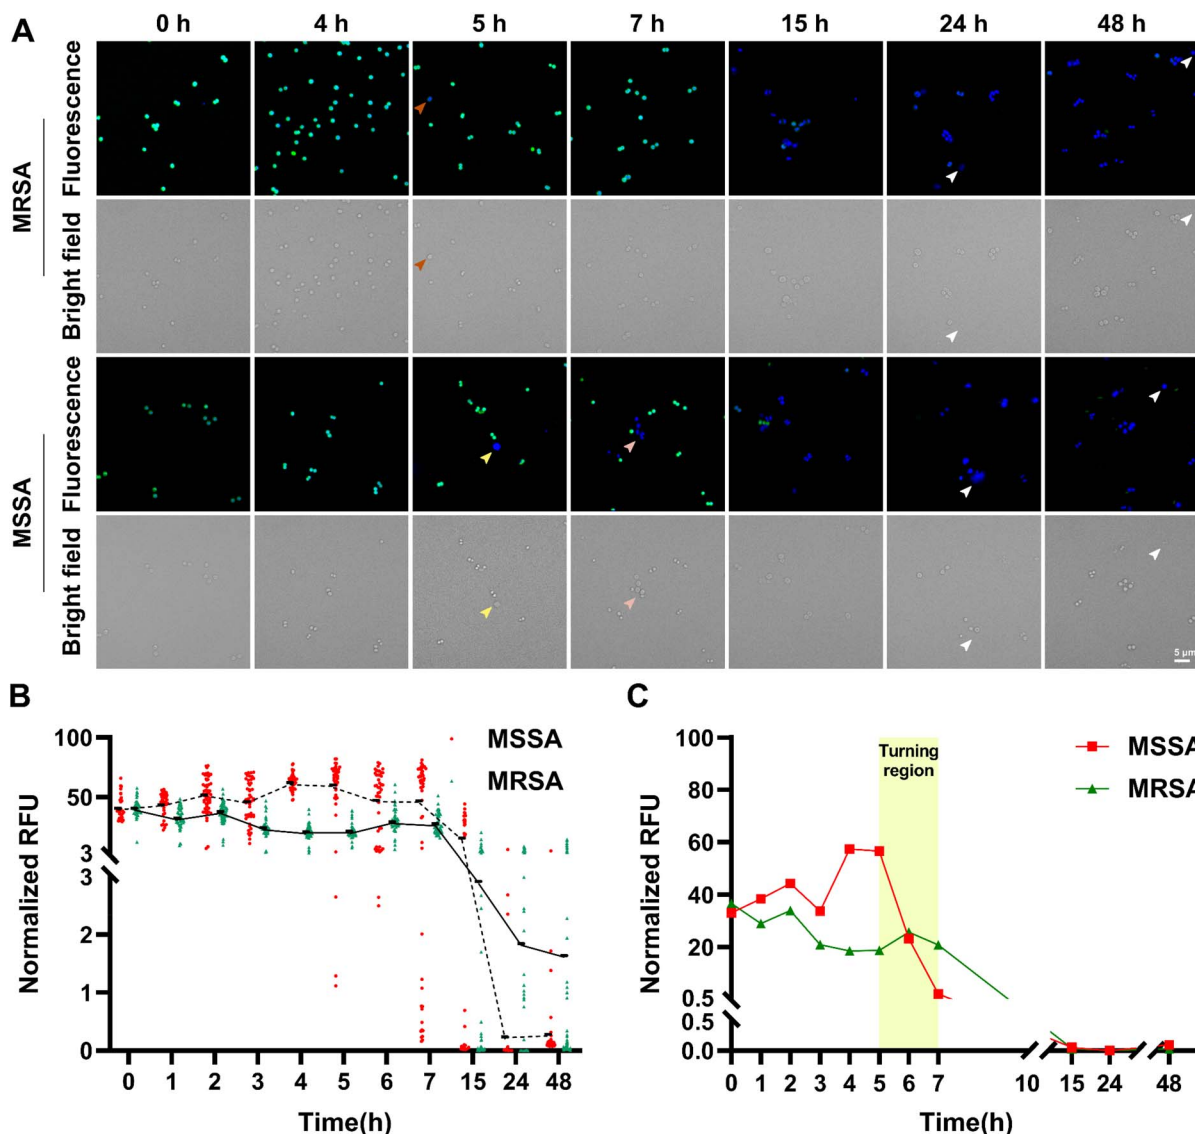 A
0 h 4 h 5 h 7 h 15 h 24 h 48 h
MRSA
Fluorescence
Bright field
MSSA
Fluorescence
Bright field
5 μm
B
Normalized RFU
100
50
3
3
2
1
0
MSSA
MRSA
0 1 2 3 4 5 6 7 15 24 48
Time(h)
C
Normalized RFU
100
80
60
40
20
0.5
0.5
0.0
Turning
region
MSSA
MRSA
0 1 2 3 4 5 6 7 10 15 24 48
Time(h)